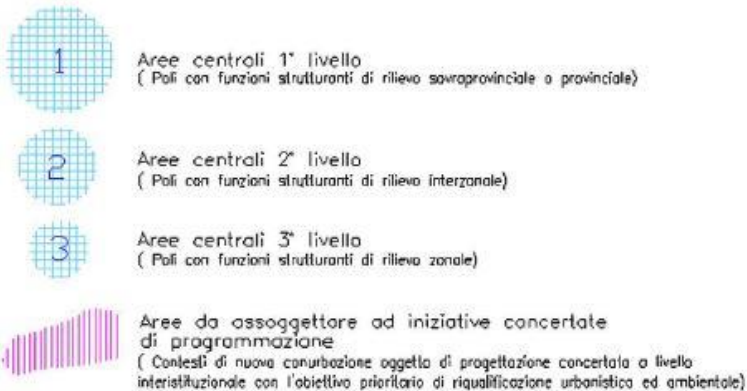 1
Aree centrali 1° livello
( Poli con funzioni strutturanti di rilievo sovraprovinciale o provinciale)
2
Aree centrali 2° livello
( Poli con funzioni strutturanti di rilievo interzonale)
3
Aree centrali 3° livello
( Poli con funzioni strutturanti di rilievo zonale)
Aree da assoggettare ad iniziative concertate
di programmazione
( Contesti di nuova conurbazione oggetto di progettazione concertata a livello
interistituzionale con l'obiettivo prioritario di riqualificazione urbanistica ed ambientale)